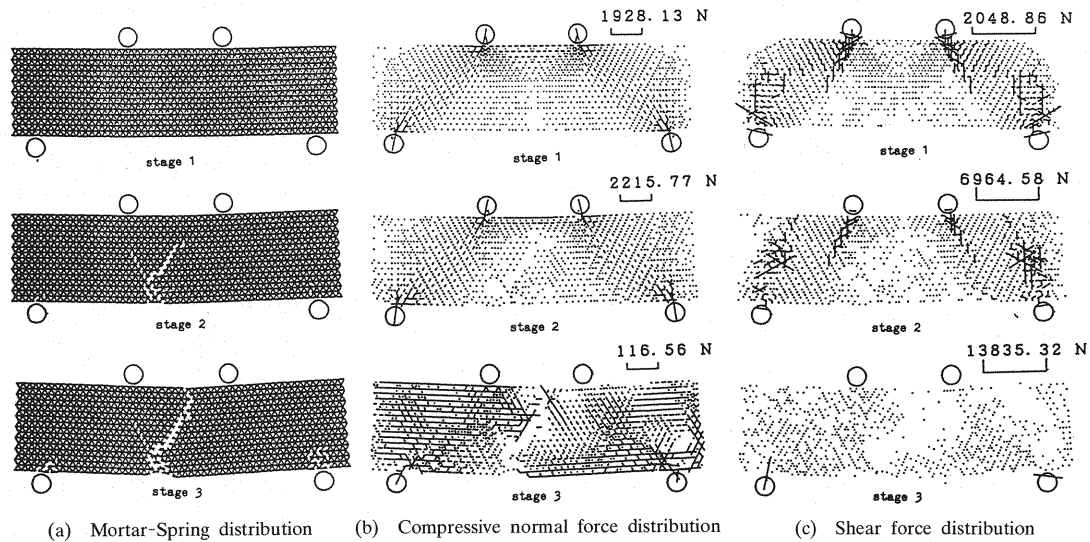 1928. 13 N
2048. 86 N
stage 1
stage 1
stage 1
2215. 77 N
6964. 58 N
stage 2
stage 2
stage 2
116. 56 N
13835. 32 N
stage 3
stage 3
stage 3
(a) Mortar-Spring distribution
(b) Compressive normal force distribution
(c) Shear force distribution